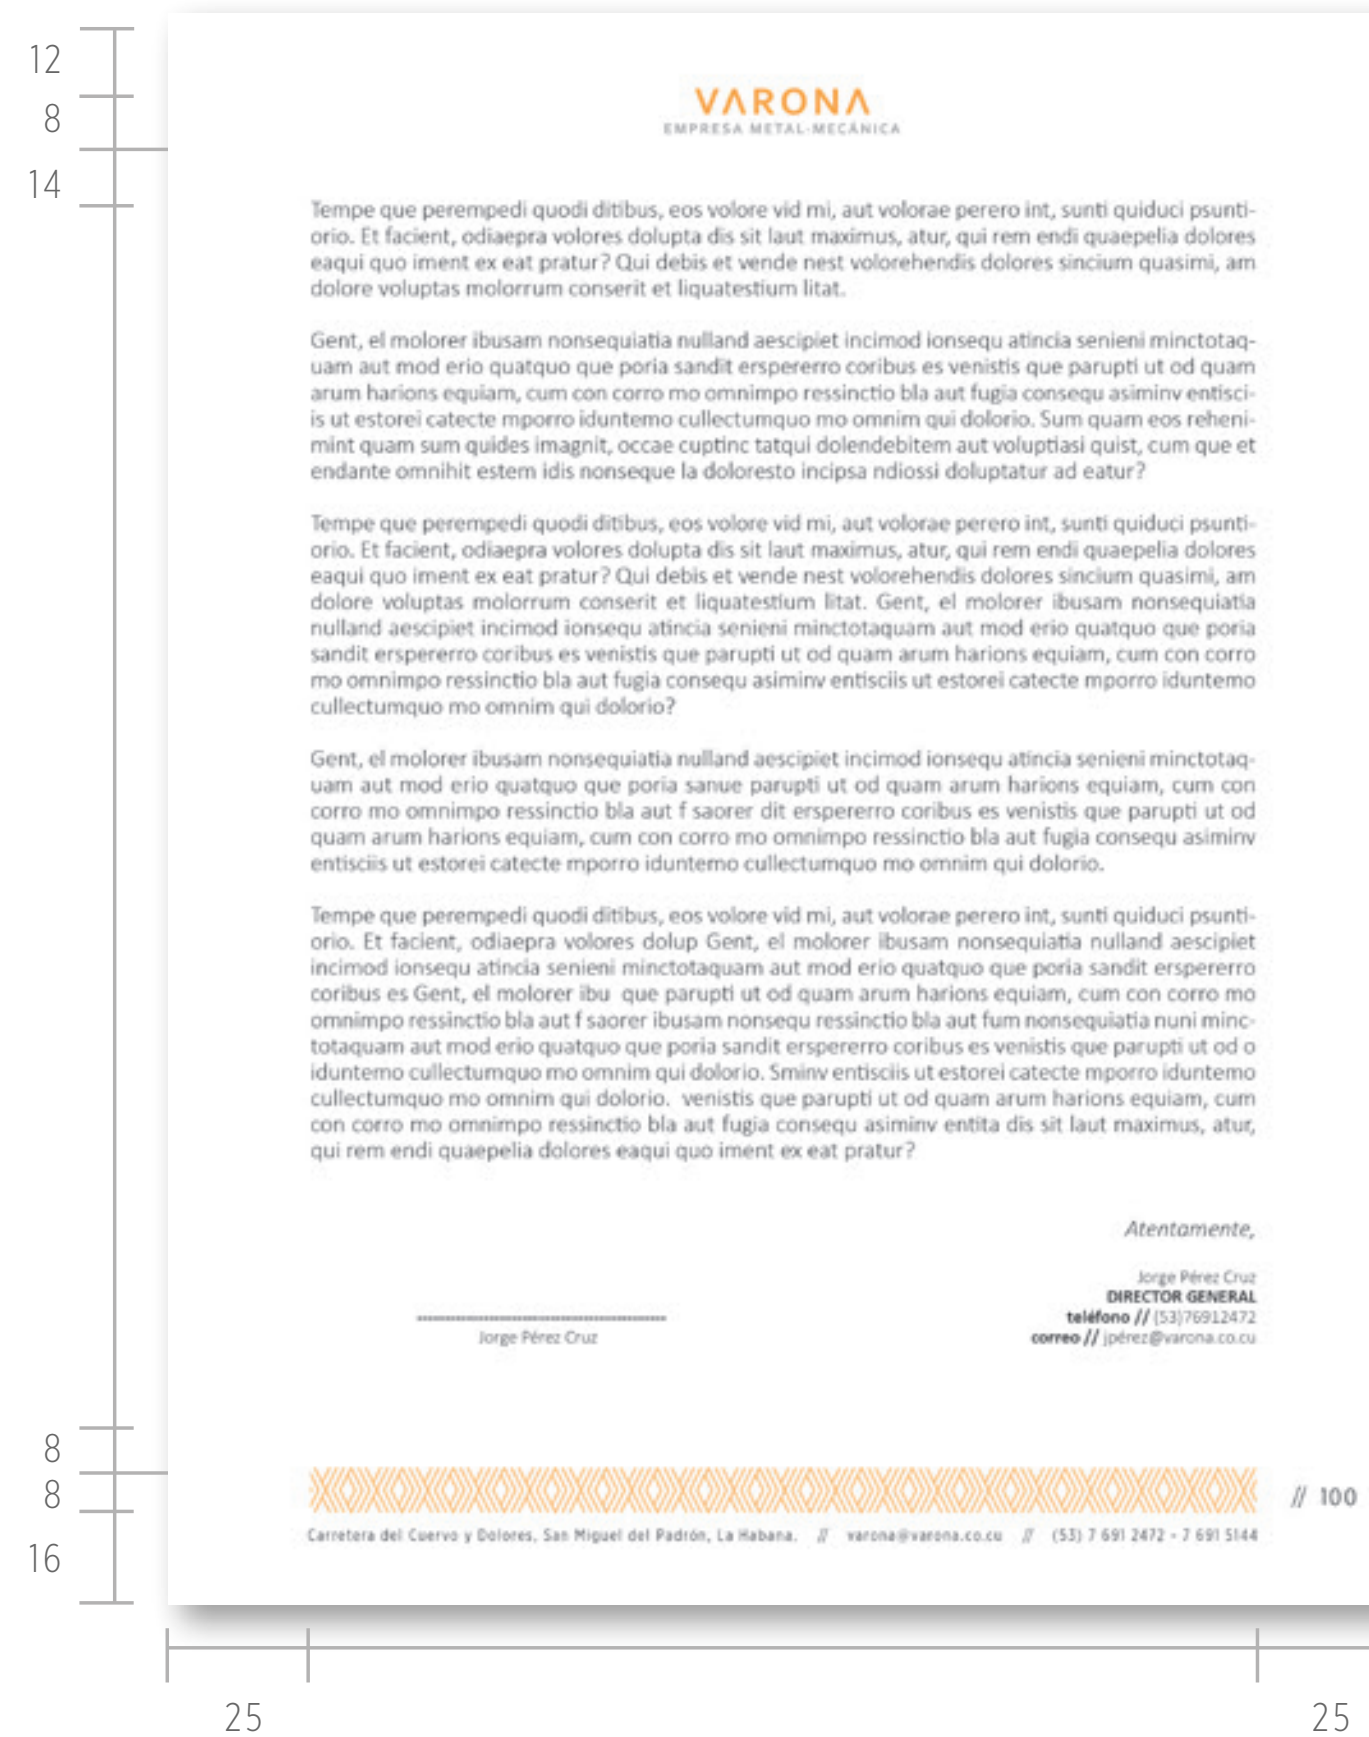 12
8
14
VARONA
EMPRESA METAL-MECÁNICA
Tempe que perempedi quodi ditibus, eos volore vid mi, aut volorae perero int, sunti quiduci psunti-
orio. Et facient, odiaepra volores dolupta dis sit laut maximus, atur, qui rem endi quaepelia dolores
eaqui quo iment ex eat pratur? Qui debis et vende nest volorehendis dolores sincium quasimi, am
dolore voluptas molorrum conserit et liquatestium litat.
Gent, el molorer ibusam nonsequiatia nulland aescipiet incimod ionsequ atincia senieni minctotaq-
uam aut mod erio quatquo que poria sandit erspererro coribus es venistis que parupti ut od quam
arum harions equiam, cum con corro mo omnimpo ressinctio bla aut fugia consequ asiminv entisci-
is ut estorei catecte mporro iduntemo cullectumquo mo omnim qui dolorio. Sum quam eos reheni-
mint quam sum quides imagnit, occae cuptinc tatqui dolendebitem aut voluptiasi quist, cum que et
endante omnihit estem idis nonseque la doloresto incipsa ndiossi doluptatur ad eatur?
Tempe que perempedi quodi ditibus, eos volore vid mi, aut volorae perero int, sunti quiduci psunti-
orio. Et facient, odiaepra volores dolupta dis sit laut maximus, atur, qui rem endi quaepelia dolores
eaqui quo iment ex eat pratur? Qui debis et vende nest volorehendis dolores sincium quasimi, am
dolore voluptas molorrum conserit et liquatestium litat. Gent, el molorer ibusam nonsequiatia
nulland aescipiet incimod ionsequ atincia senieni minctotaquam aut mod erio quatquo que poria
sandit erspererro coribus es venistis que parupti ut od quam arum harions equiam, cum con corro
mo omnimpo ressinctio bla aut fugia consequ asiminv entisciis ut estorei catecte mporro iduntemo
cullectumquo mo omnim qui dolorio?
Gent, el molorer ibusam nonsequiatia nulland aescipiet incimod ionsequ atincia senieni minctotaq-
uam aut mod erio quatquo que poria sanue parupti ut od quam arum harions equiam, cum con
corro mo omnimpo ressinctio bla aut f saorer dit erspererro coribus es venistis que parupti ut od
quam arum harions equiam, cum con corro mo omnimpo ressinctio bla aut fugia consequ asiminv
entisciis ut estorei catecte mporro iduntemo cullectumquo mo omnim qui dolorio.
Tempe que perempedi quodi ditibus, eos volore vid mi, aut volorae perero int, sunti quiduci psunti-
orio. Et facient, odiaepra volores dolup Gent, el molorer ibusam nonsequiatia nulland aescipiet
incimod ionsequ atincia senieni minctotaquam aut mod erio quatquo que poria sandit erspererro
coribus es Gent, el molorer ibu que parupti ut od quam arum harions equiam, cum con corro mo
omnimpo ressinctio bla aut f saorer ibusam nonsequ ressinctio bla aut fum nonsequiatia nuni minc-
totaquam aut mod erio quatquo que poria sandit erspererro coribus es venistis que parupti ut od o
iduntemo cullectumquo mo omnim qui dolorio. Sminv entisciis ut estorei catecte mporro iduntemo
cullectumquo mo omnim qui dolorio. venistis que parupti ut od quam arum harions equiam, cum
con corro mo omnimpo ressinctio bla aut fugia consequ asiminv entita dis sit laut maximus, atur,
qui rem endi quaepelia dolores eaqui quo iment ex eat pratur?
Atentamente,
Jorge Pérez Cruz
DIRECTOR GENERAL
teléfono // (53)76912472
correo // jpérez@varona.co.cu
Jorge Pérez Cruz
8
8
16
// 100
Carretera del Cuervo y Dolores, San Miguel del Padrón, La Habana. // varona@varona.co.cu // (53) 7 691 2472 - 7 691 5144
25
25